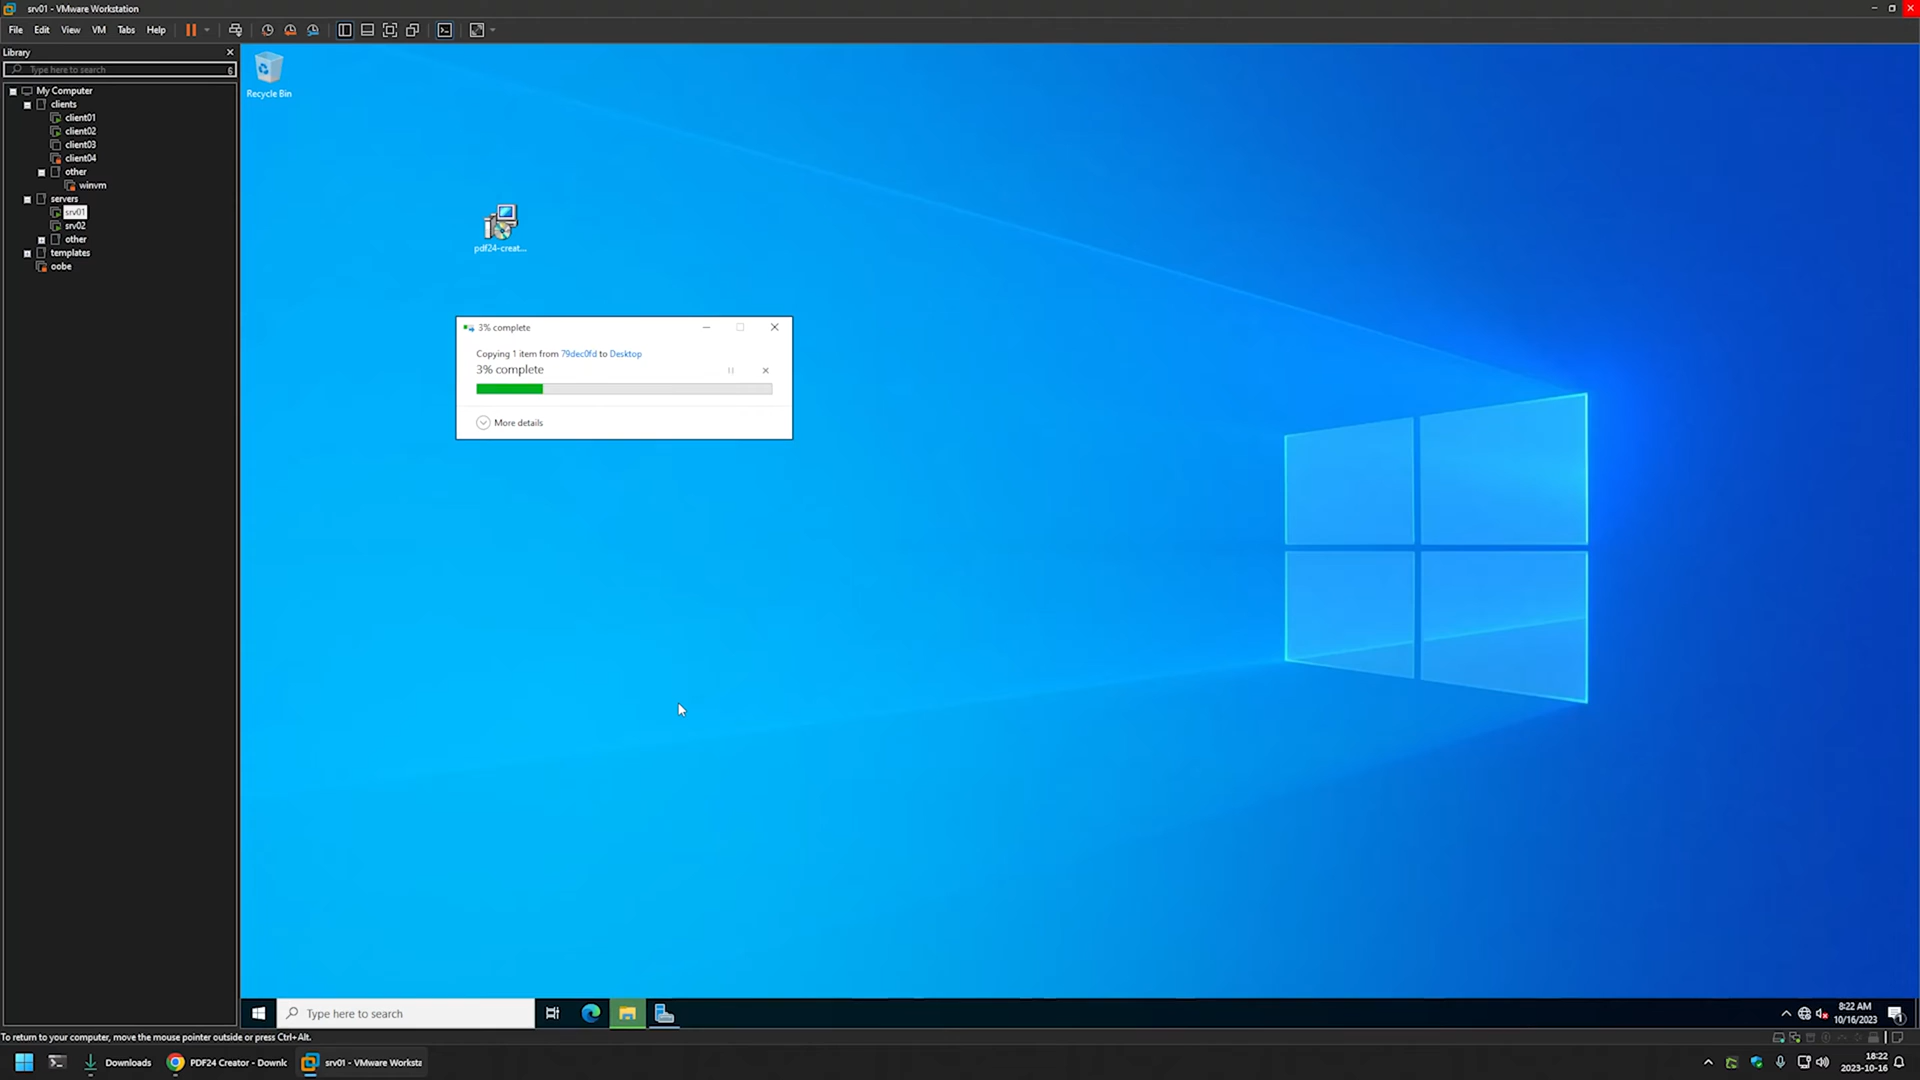 srv01 - VMware Workstation
File Edit View VM Tabs Help
Library
Type here to search
My Computer
clients
client01
client02
client03
client04
other
winvm
servers
srv01
srv02
other
templates
oobe
Recycle Bin
pdf24-creat...
3% complete
Copying 1 item from 79dec0fd to Desktop
3% complete
More details
Type here to search
8:22 AM
10/16/2023
1
To return to your computer, move the mouse pointer outside or press Ctrl+Alt.
Downloads
PDF24 Creator - Downlc
srv01 - VMware Workstz
18:22
2023-10-16